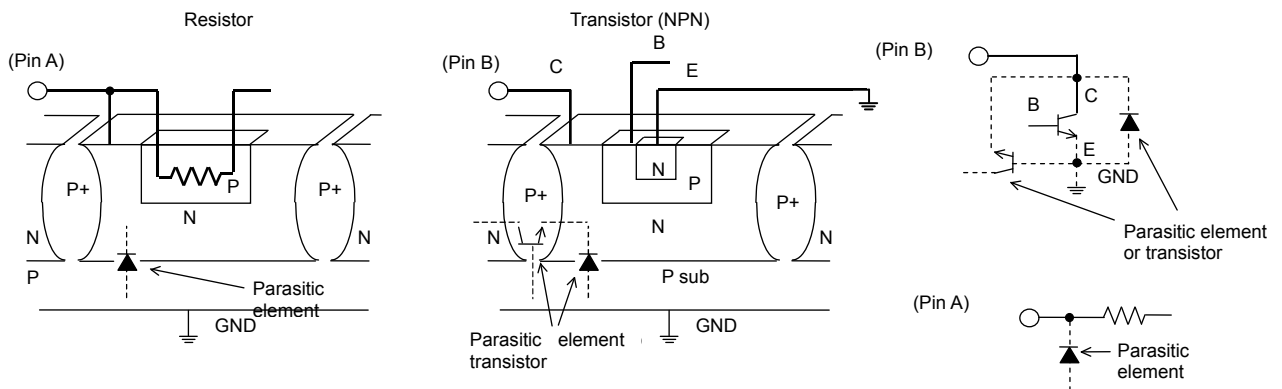 Resistor
(Pin A)
P+
P+
P
N
N
N
P
Parasitic
element
GND
Transistor (NPN)
(Pin B)
C
B
E
P+
P+
N
P
N
N
N
P sub
Parasitic element
transistor
GND
(Pin B)
B
C
E
GND
Parasitic element
or transistor
(Pin A)
Parasitic
element